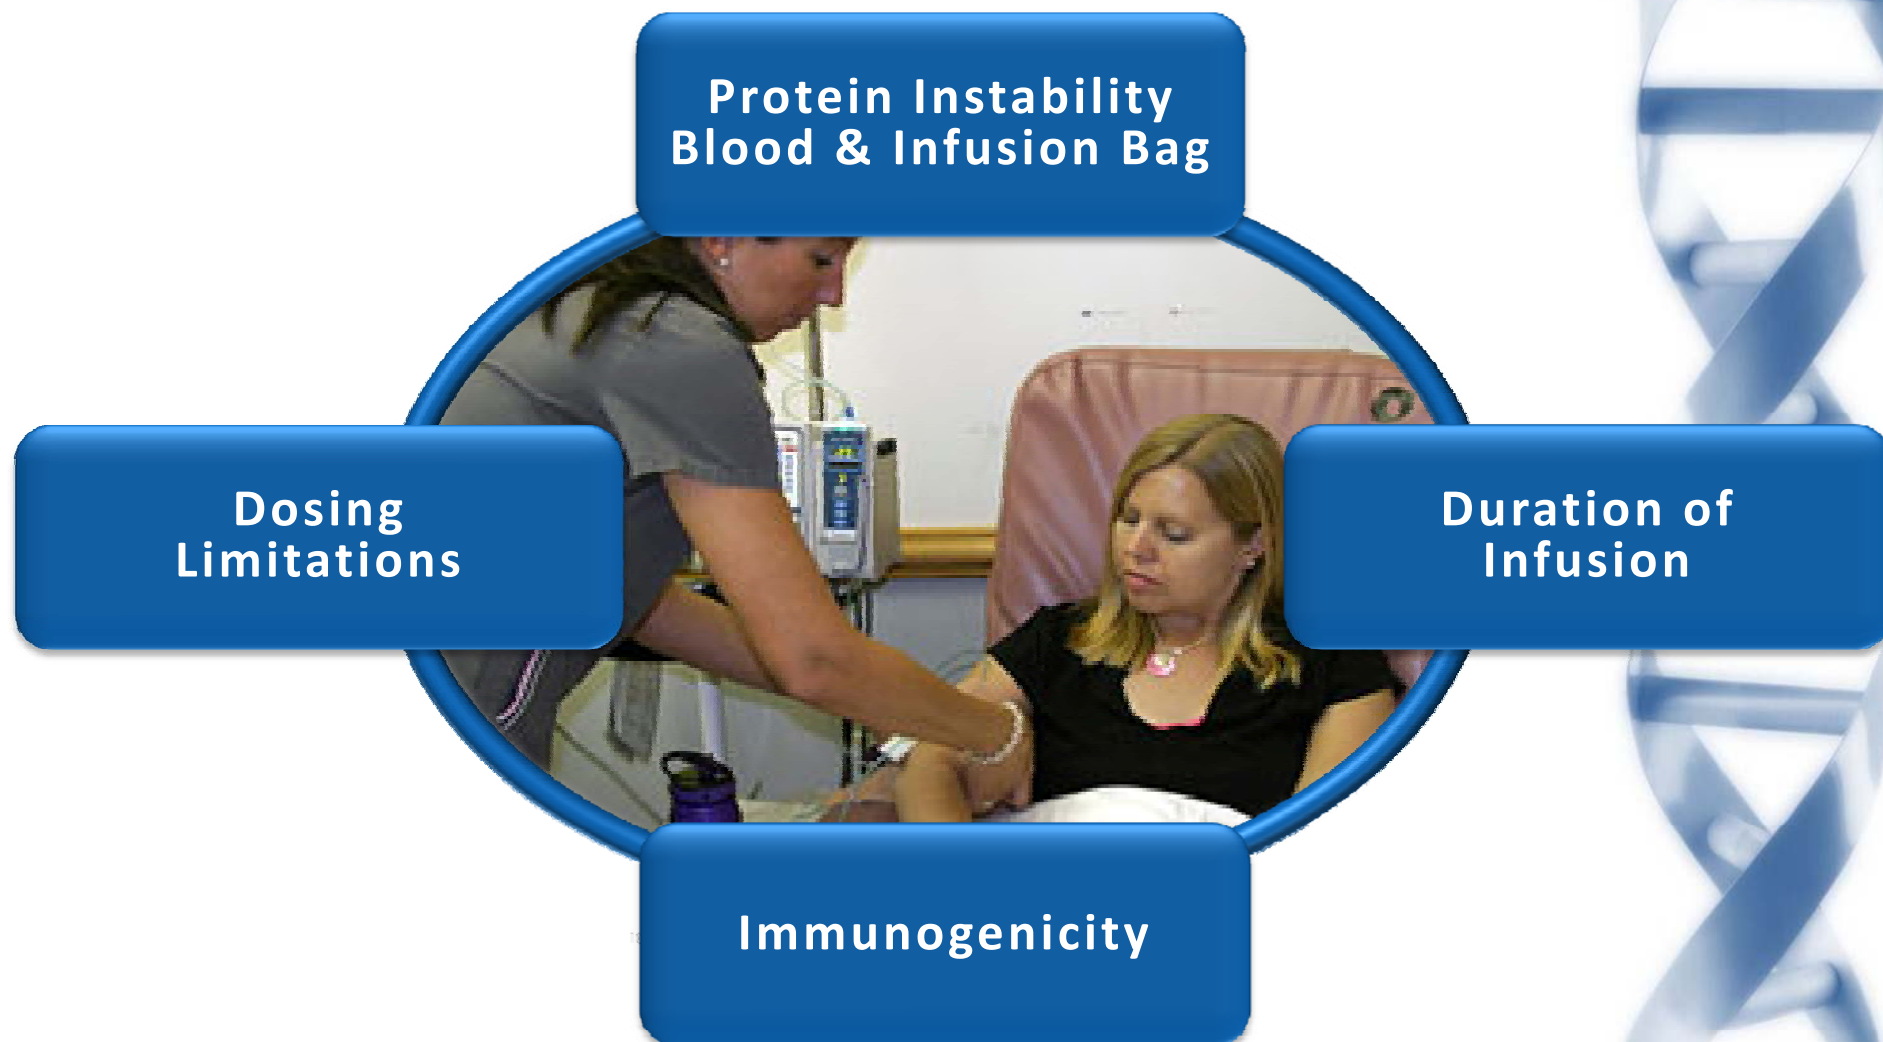 Protein Instability
Blood & Infusion Bag
Dosing
Limitations
Duration of
Infusion
Immunogenicity